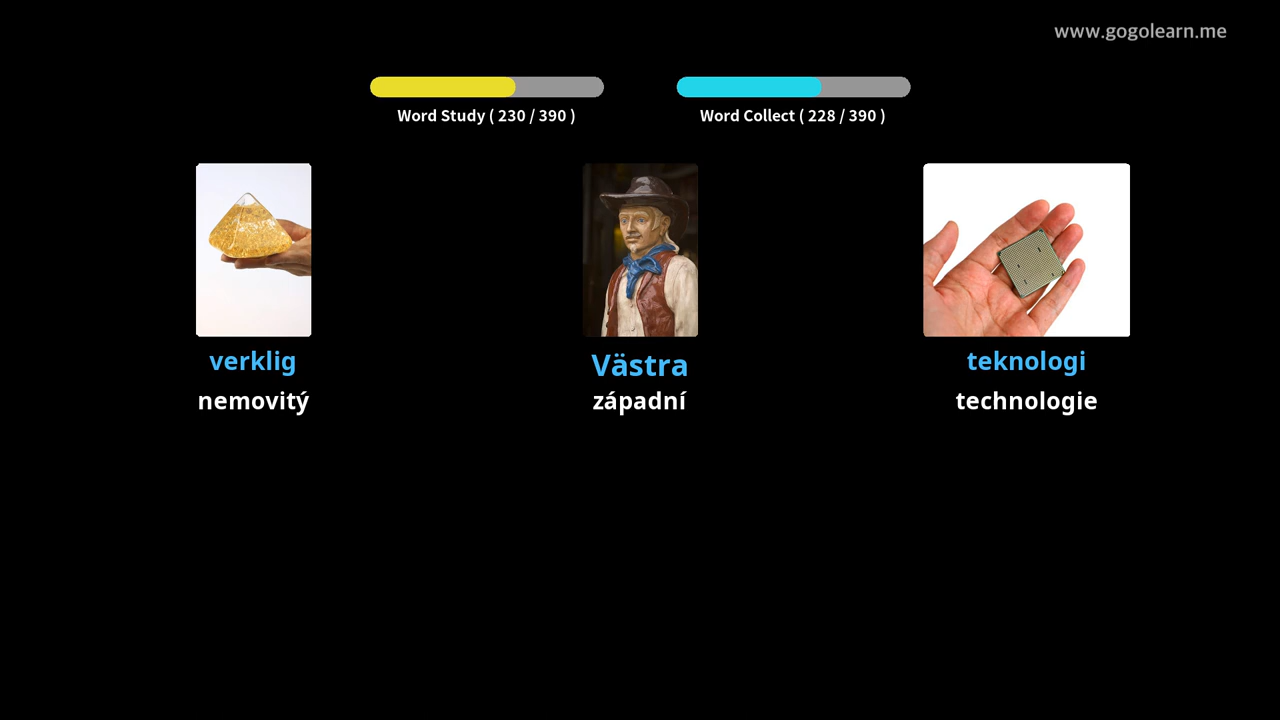 www.gogolearn.me
Word Study ( 230 / 390 )
Word Collect ( 228 / 390 )
verklig
Västra
teknologi
nemovitý
západní
technologie